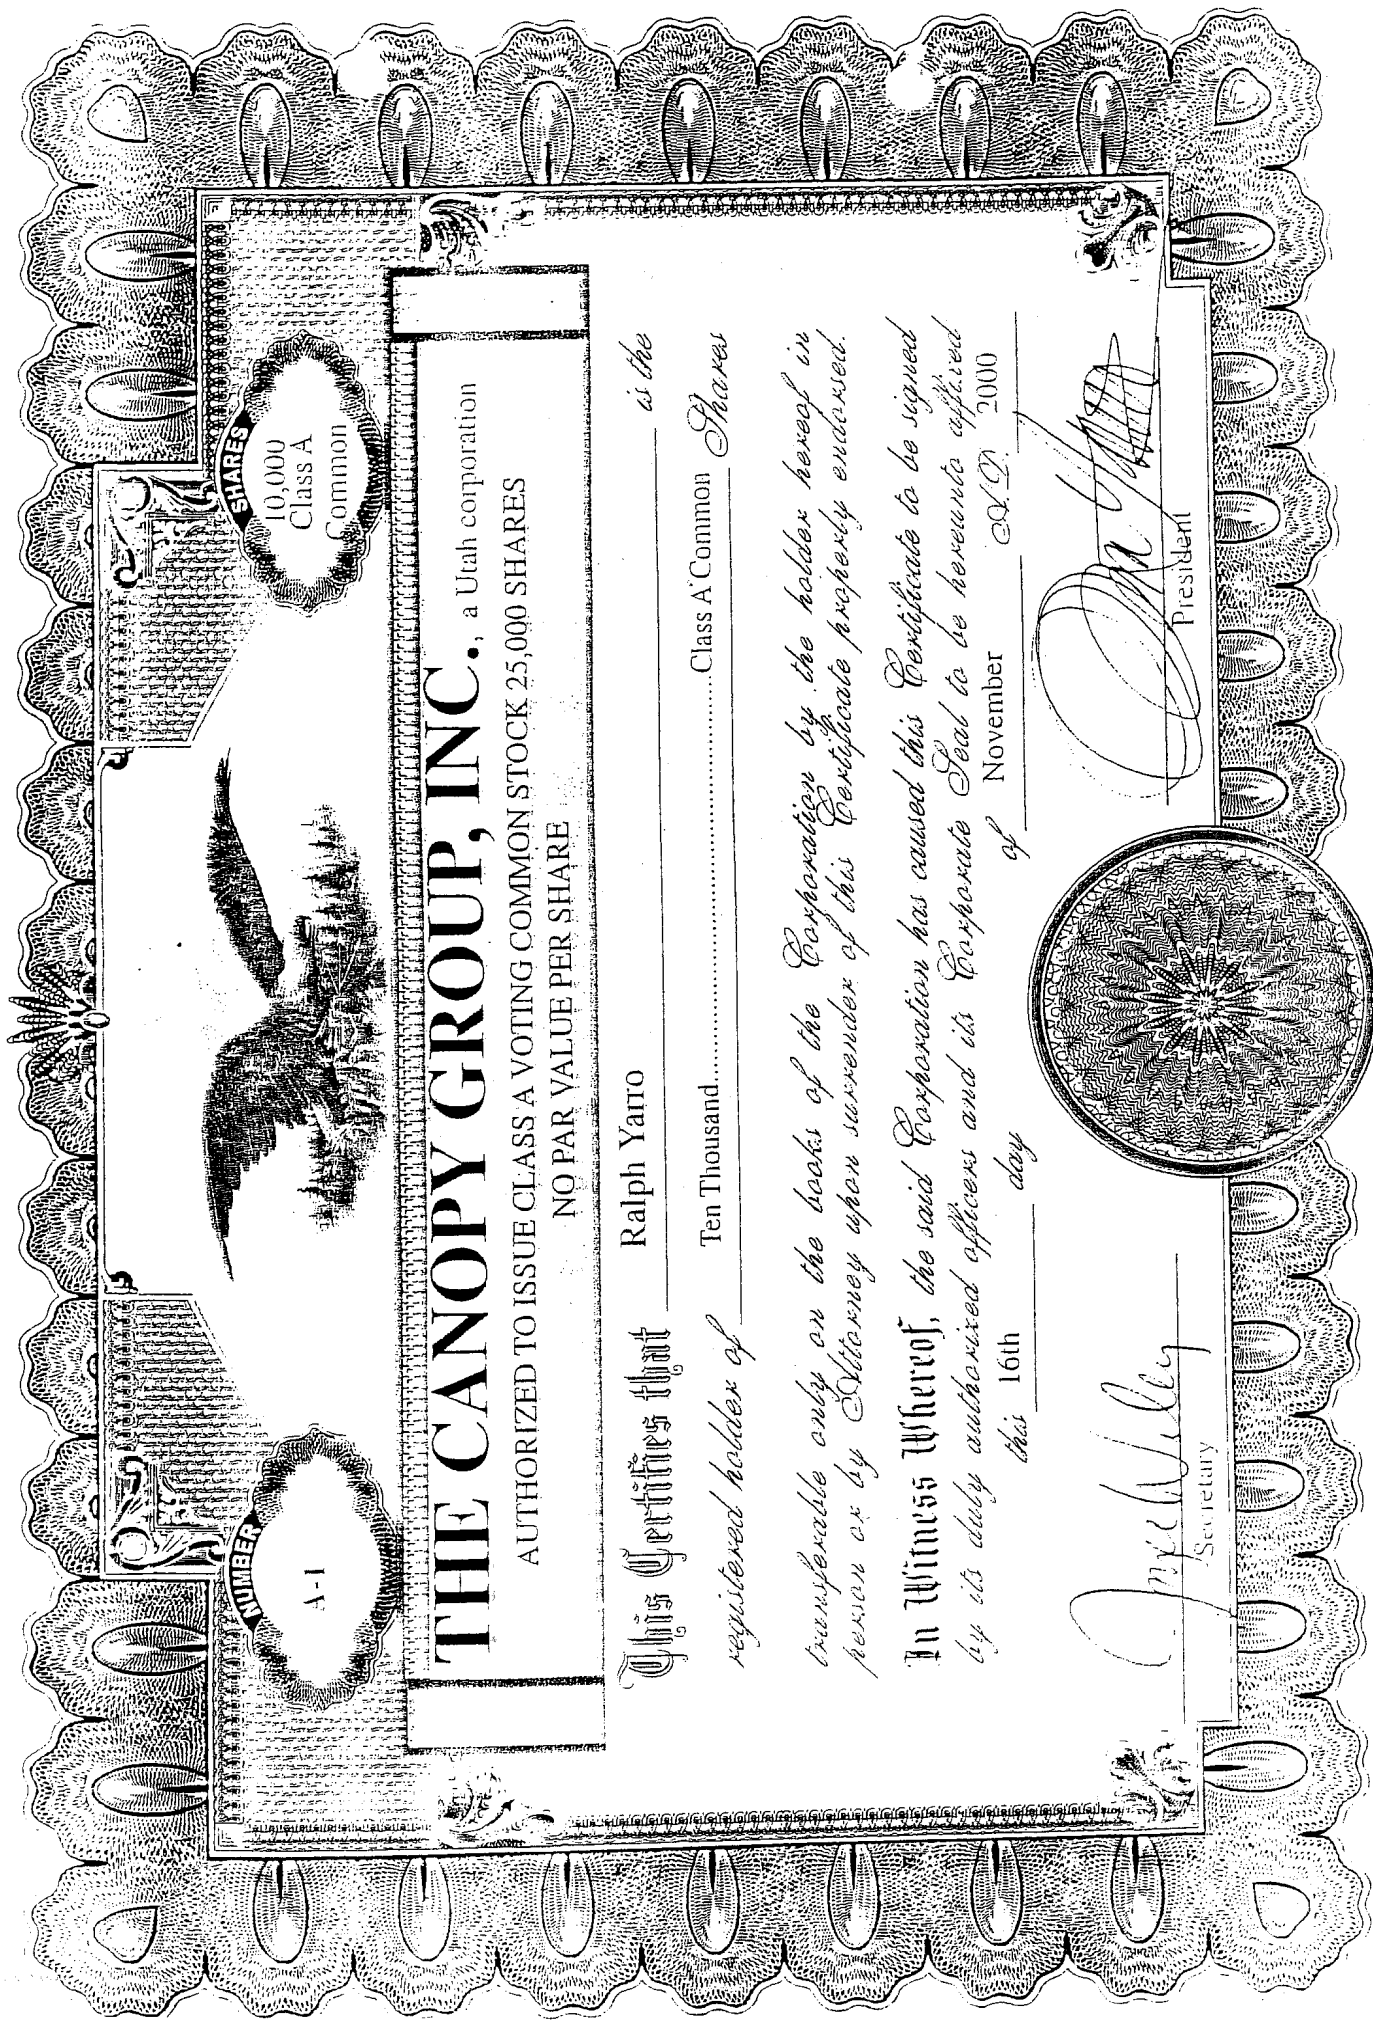 NUMBER
A-1
SHARES
10,000
Class A
Common
THE CANOPY GROUP, INC., a Utah corporation
AUTHORIZED TO ISSUE CLASS A VOTING COMMON STOCK 25,000 SHARES
NO PAR VALUE PER SHARE
This Certifies that Ralph Yarro is the
registered holder of Ten Thousand..........................................Class A Common Shares
transferable only on the books of the Corporation by the holder hereof in
person or by Attorney upon surrender of this Certificate properly endorsed.
In Witness Whereof, the said Corporation has caused this Certificate to be signed
by its duly authorized officers and its Corporate Seal to be hereunto affixed
this 16th day of November A.D. 2000
Secretary
President